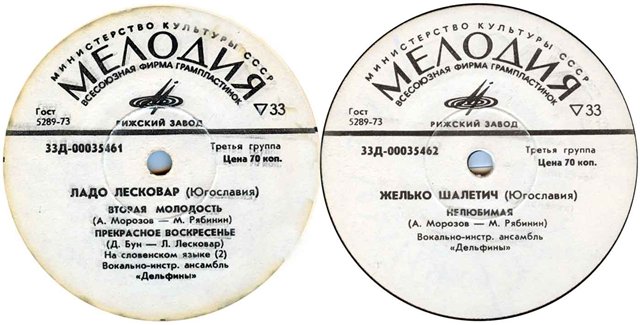 МИНИСТЕРСТВО КУЛЬТУРЫ СССР
МЕЛОДИЯ
ВСЕСОЮЗНАЯ ФИРМА ГРАМПЛАСТИНОК
Гост
5289-73
▽33
РИЖСКИЙ ЗАВОД
33Д-00035461
Третья группа
Цена 70 коп.
ЛАДО ЛЕСКОВАР (Югославия)
ВТОРАЯ МОЛОДОСТЬ
(А. Морозов — М. Рябинин)
ПРЕКРАСНОЕ ВОСКРЕСЕНЬЕ
(Д. Бун — Л. Лесковар)
На словенском языке (2)
Вокально-инстр. ансамбль
«Дельфины»
МИНИСТЕРСТВО КУЛЬТУРЫ СССР
МЕЛОДИЯ
ВСЕСОЮЗНАЯ ФИРМА ГРАМПЛАСТИНОК
Гост
5289-73
▽33
РИЖСКИЙ ЗАВОД
33Д-00035462
Третья группа
Цена 70 коп.
ЖЕЛЬКО ШАЛЕТИЧ (Югославия)
НЕЛЮБИМАЯ
(А. Морозов — М. Рябинин)
Вокально-инстр. ансамбль
«Дельфины»